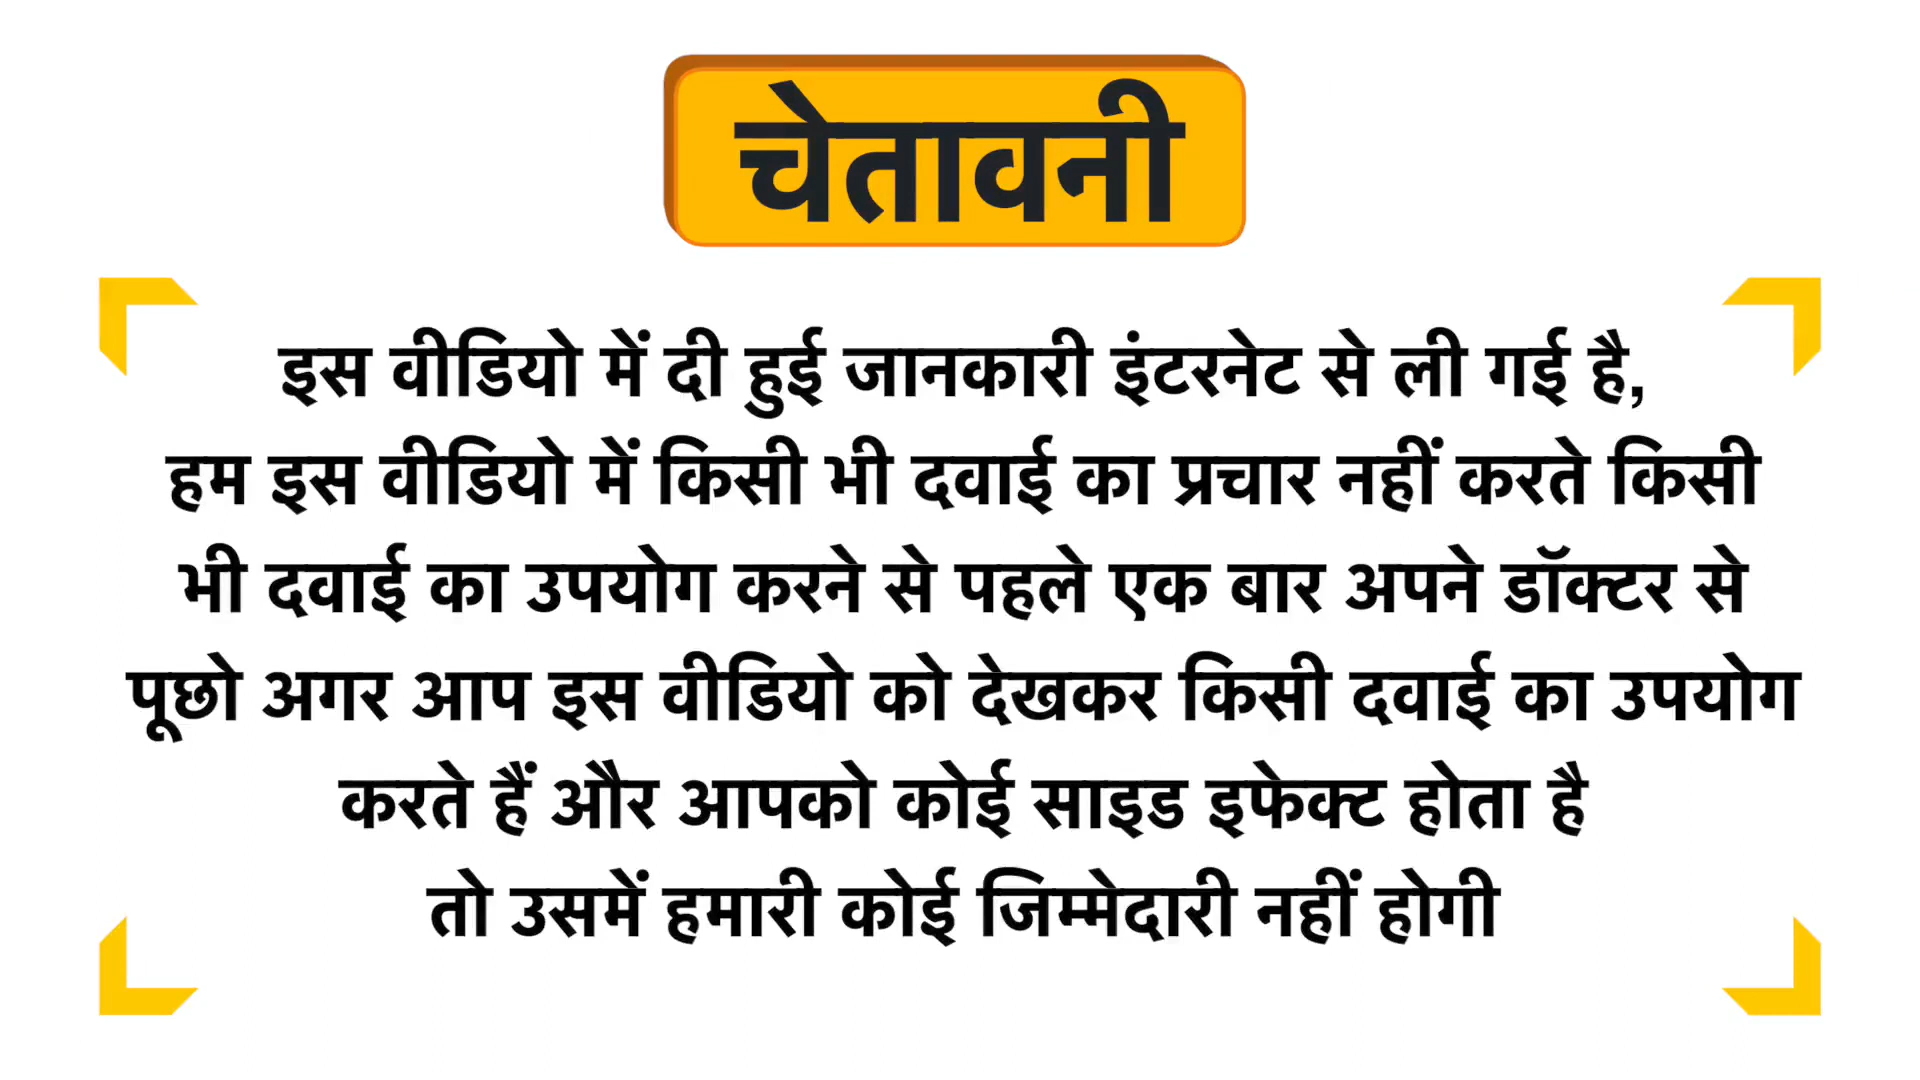 चेतावनी
इस वीडियो में दी हुई जानकारी इंटरनेट से ली गई है,
हम इस वीडियो में किसी भी दवाई का प्रचार नहीं करते किसी
भी दवाई का उपयोग करने से पहले एक बार अपने डॉक्टर से
पूछो अगर आप इस वीडियो को देखकर किसी दवाई का उपयोग
करते हैं और आपको कोई साइड इफेक्ट होता है
तो उसमें हमारी कोई जिम्मेदारी नहीं होगी